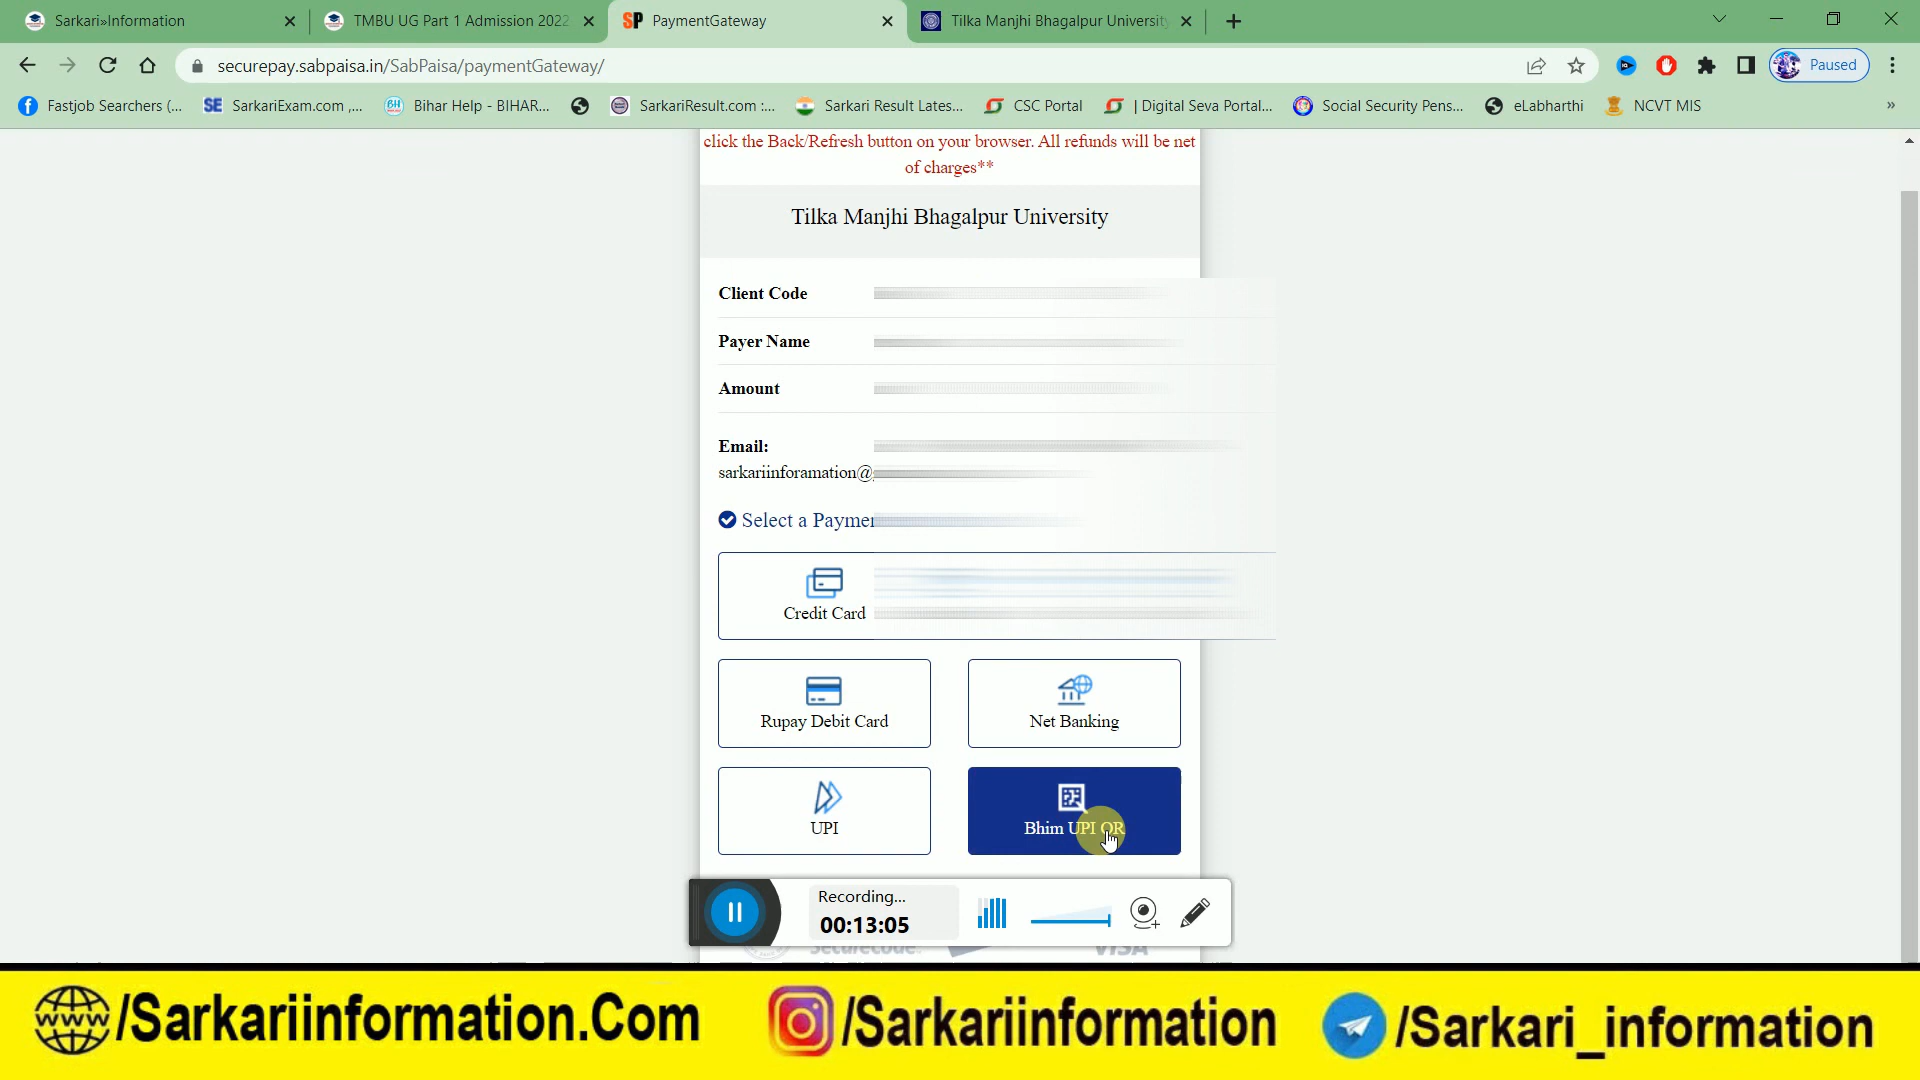 Sarkari»Information
TMBU UG Part 1 Admission 2022
PaymentGateway
Tilka Manjhi Bhagalpur University
securepay.sabpaisa.in/SabPaisa/paymentGateway/
Paused
Fastjob Searchers (...
SarkariExam.com ,...
Bihar Help - BIHAR...
SarkariResult.com :...
Sarkari Result Lates...
CSC Portal
| Digital Seva Portal...
Social Security Pens...
eLabharthi
NCVT MIS
»
click the Back/Refresh button on your browser. All refunds will be net
of charges**
Tilka Manjhi Bhagalpur University
Client Code
Payer Name
Amount
Email:
sarkariinforamation@
Select a Paymen
Credit Card
Rupay Debit Card
Net Banking
UPI
Bhim UPI QR
Recording...
00:13:05
VISA
www /Sarkariinformation.Com
/Sarkariinformation
/Sarkari_information